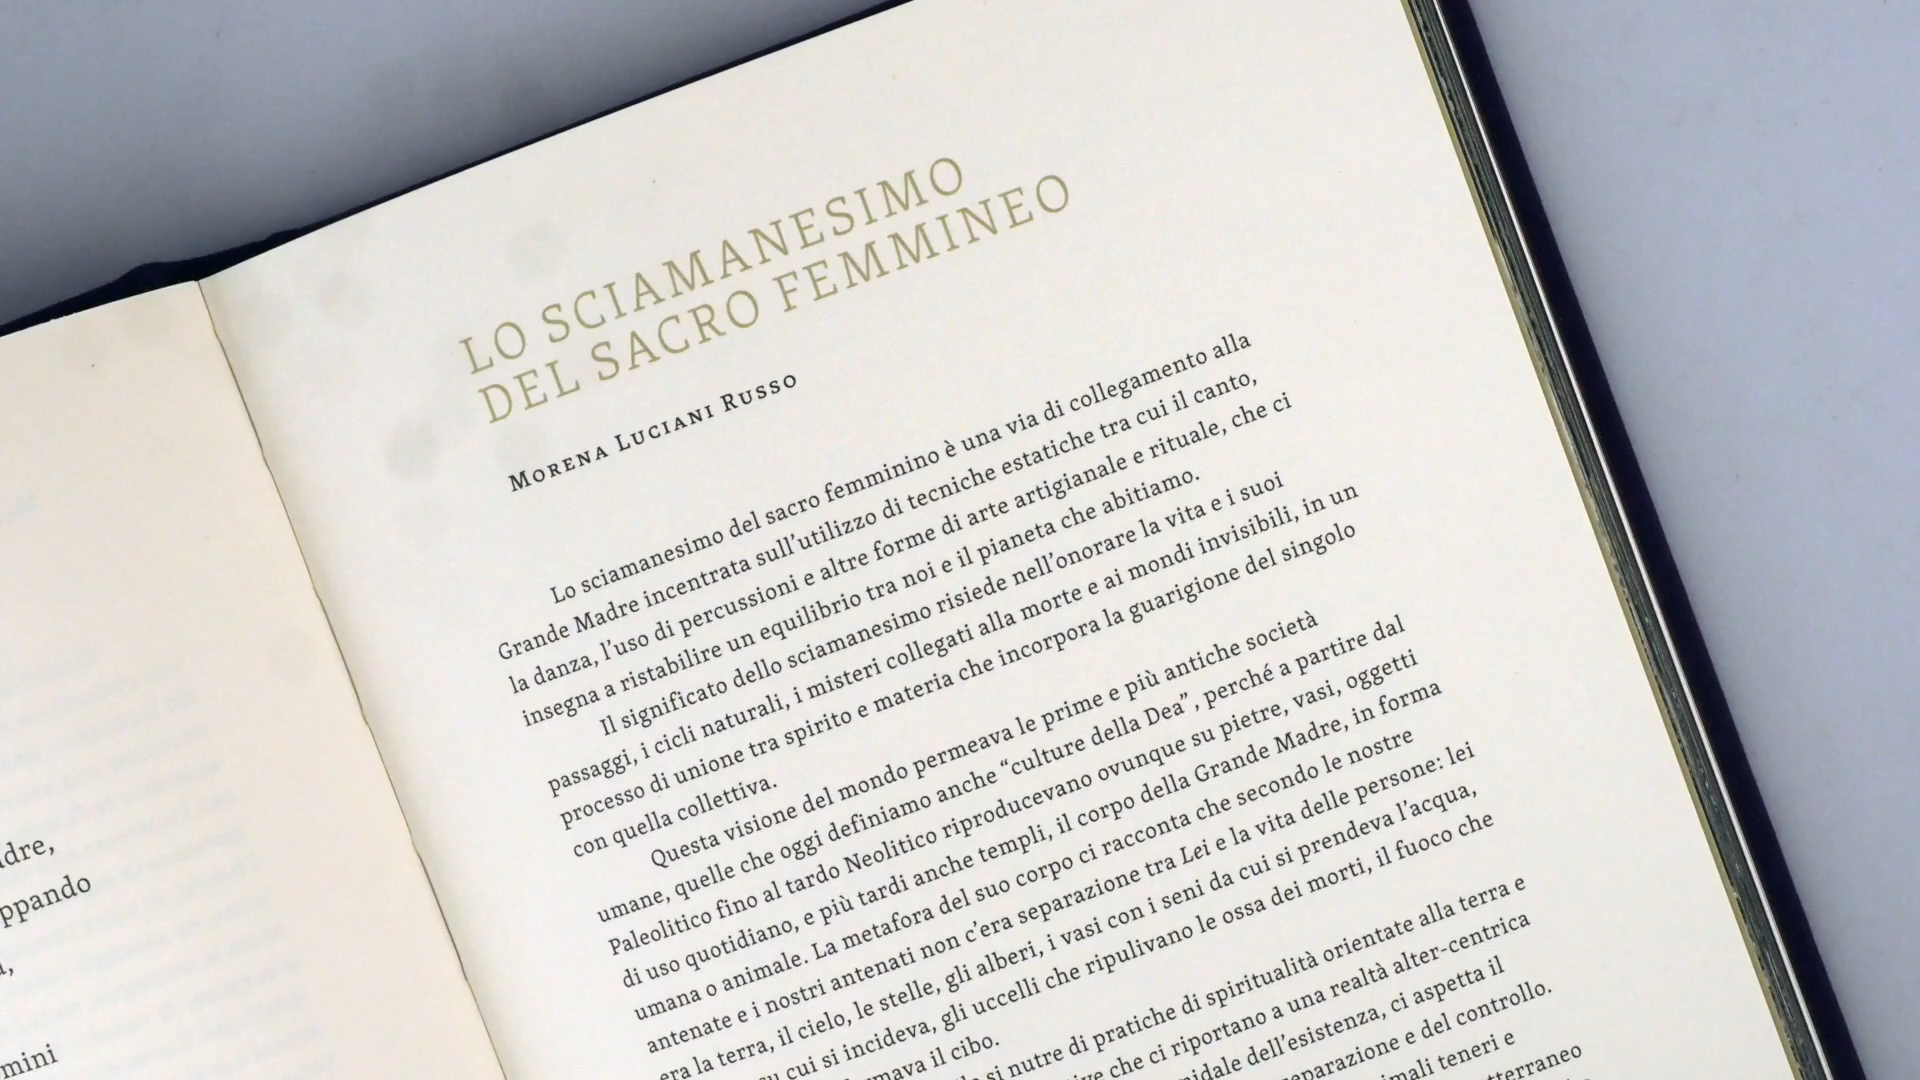 LO SCIAMANESIMO
DEL SACRO FEMMINEO
MORENA LUCIANI RUSSO
Lo sciamanesimo del sacro femminino è una via di collegamento alla
Grande Madre incentrata sull'utilizzo di tecniche estatiche tra cui il canto,
la danza, l'uso di percussioni e altre forme di arte artigianale e rituale, che ci
insegna a ristabilire un equilibrio tra noi e il pianeta che abitiamo.
Il significato dello sciamanesimo risiede nell'onorare la vita e i suoi
passaggi, i cicli naturali, i misteri collegati alla morte e ai mondi invisibili, in un
processo di unione tra spirito e materia che incorpora la guarigione del singolo
con quella collettiva.
Questa visione del mondo permeava le prime e più antiche società
umane, quelle che oggi definiamo anche “culture della Dea” , perché a partire dal
Paleolitico fino al tardo Neolitico riproducevano ovunque su pietre, vasi, oggetti
di uso quotidiano, e più tardi anche templi, il corpo della Grande Madre, in forma
umana o animale. La metafora del suo corpo ci racconta che secondo le nostre
antenate e i nostri antenati non c'era separazione tra Lei e la vita delle persone: lei
era la terra, il cielo, le stelle, gli alberi, i vasi con i seni da cui si prendeva l'acqua,
su cui si incideva, gli uccelli che ripulivano le ossa dei morti, il fuoco che
il cibo.
si nutre di pratiche di spiritualità orientate alla terra e
che ci riportano a una realtà alter-centrica
dell'esistenza, ci aspetta il
e del controllo.
teneri e
ppando